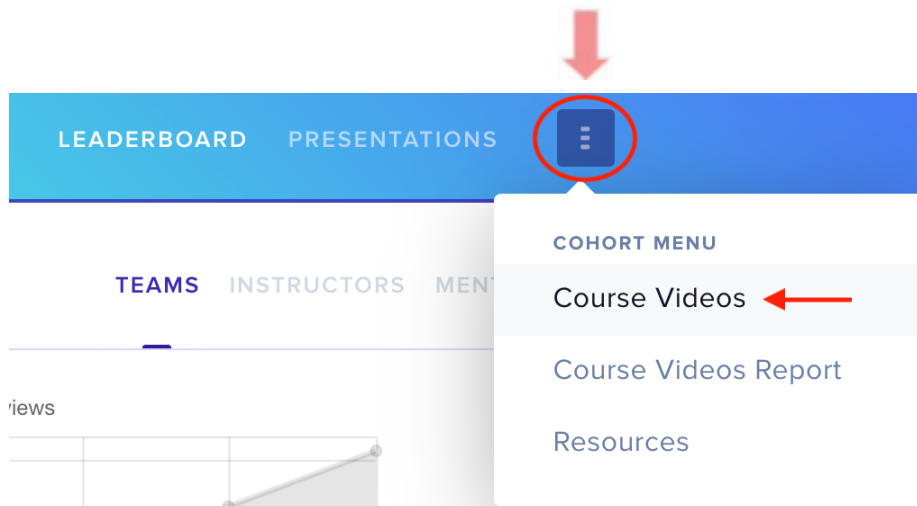 LEADERBOARD PRESENTATIONS
COHORT MENU
TEAMS INSTRUCTORS
Course Videos
Course Videos Report
Resources